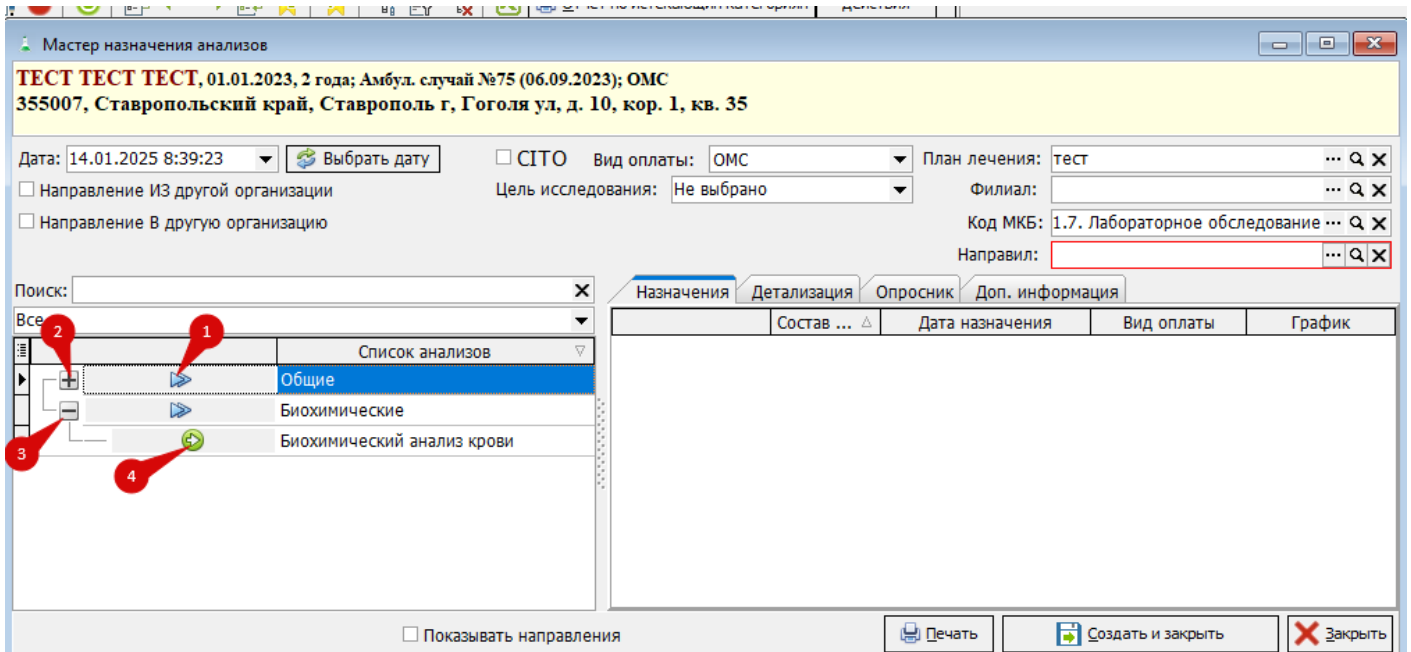 Мастер назначения анализов
ТЕСТ ТЕСТ ТЕСТ, 01.01.2023, 2 года; Амбул. случай №75 (06.09.2023); ОМС
355007, Ставропольский край, Ставрополь г, Гоголя ул, д. 10, кор. 1, кв. 35
Дата: 14.01.2025 8:39:23 Выбрать дату CITO Вид оплаты: ОМС План лечения: тест
Направление ИЗ другой организации Цель исследования: Не выбрано Филиал:
Направление В другую организацию Код МКБ: 1.7. Лабораторное обследование
Направил:
Поиск: Назначения Детализация Опросник Доп. информация
Все Состав ... Дата назначения Вид оплаты График
2 1
Список анализов
Общие
Биохимические
3 Биохимический анализ крови
4
Показывать направления Печать Создать и закрыть Закрыть